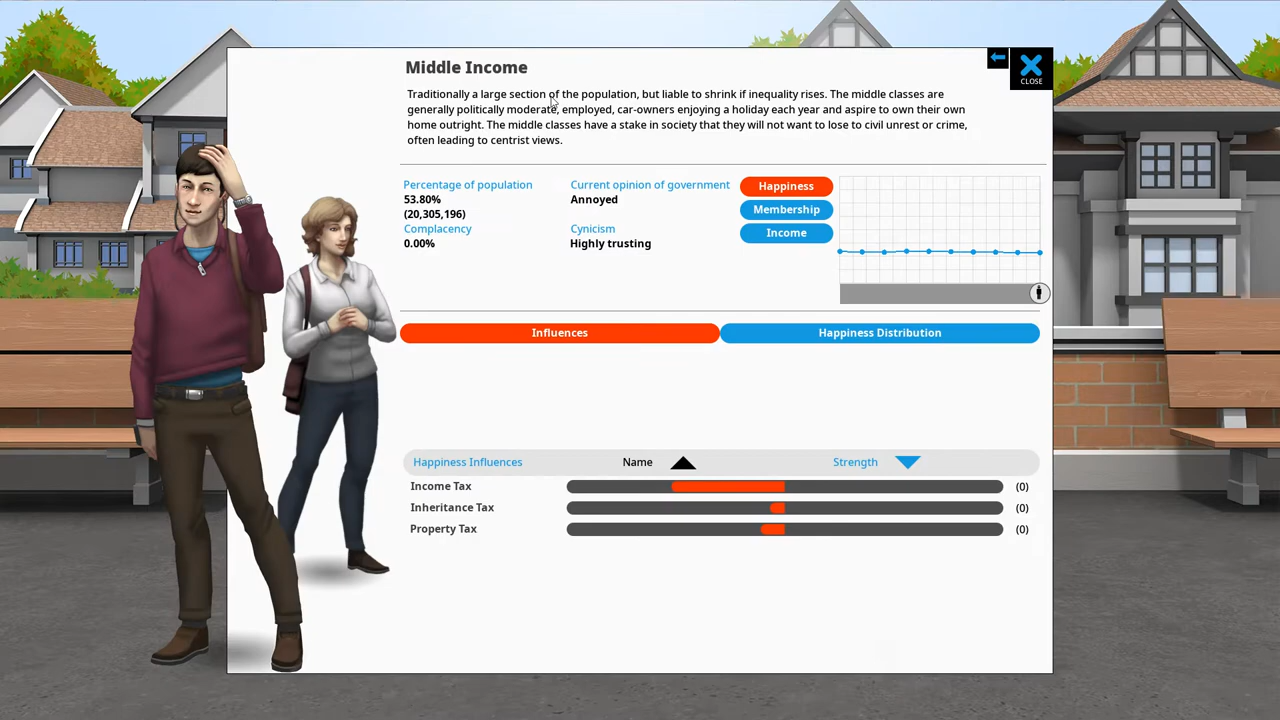 Middle Income
CLOSE
Traditionally a large section of the population, but liable to shrink if inequality rises. The middle classes are
generally politically moderate, employed, car-owners enjoying a holiday each year and aspire to own their own
home outright. The middle classes have a stake in society that they will not want to lose to civil unrest or crime,
often leading to centrist views.
Percentage of population
53.80%
(20,305,196)
Complacency
0.00%
Current opinion of government
Annoyed
Cynicism
Highly trusting
Happiness
Membership
Income
Influences
Happiness Distribution
Happiness Influences Name Strength
Income Tax (0)
Inheritance Tax (0)
Property Tax (0)